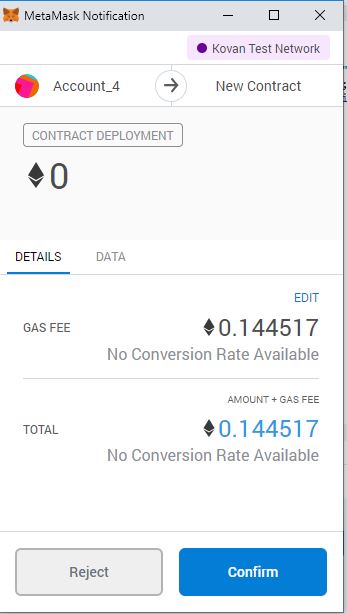 MetaMask Notification
Kovan Test Network
Account_4 New Contract
CONTRACT DEPLOYMENT
0
DETAILS DATA
EDIT
GAS FEE 0.144517
No Conversion Rate Available
AMOUNT + GAS FEE
TOTAL 0.144517
No Conversion Rate Available
Reject Confirm